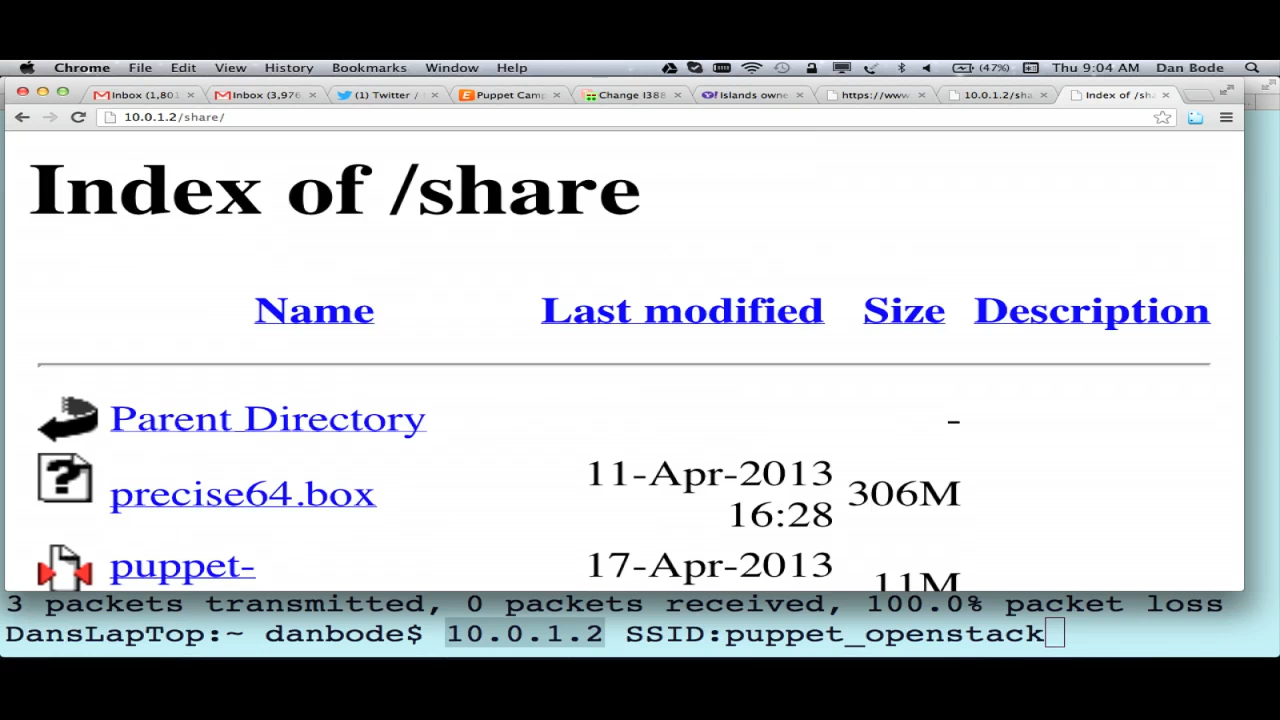 Chrome File Edit View History Bookmarks Window Help (47%) Thu 9:04 AM Dan Bode
Inbox (1,801 Inbox (3,976 (1) Twitter / Puppet Camp Change I388 Islands owne https://www 10.0.1.2/sha Index of /sha
10.0.1.2/share/
Index of /share
Name Last modified Size Description
Parent Directory -
precise64.box 11-Apr-2013 16:28 306M
puppet- 17-Apr-2013 11M
3 packets transmitted, 0 packets received, 100.0% packet loss
DansLapTop:~ danbode$ 10.0.1.2 SSID:puppet_openstack